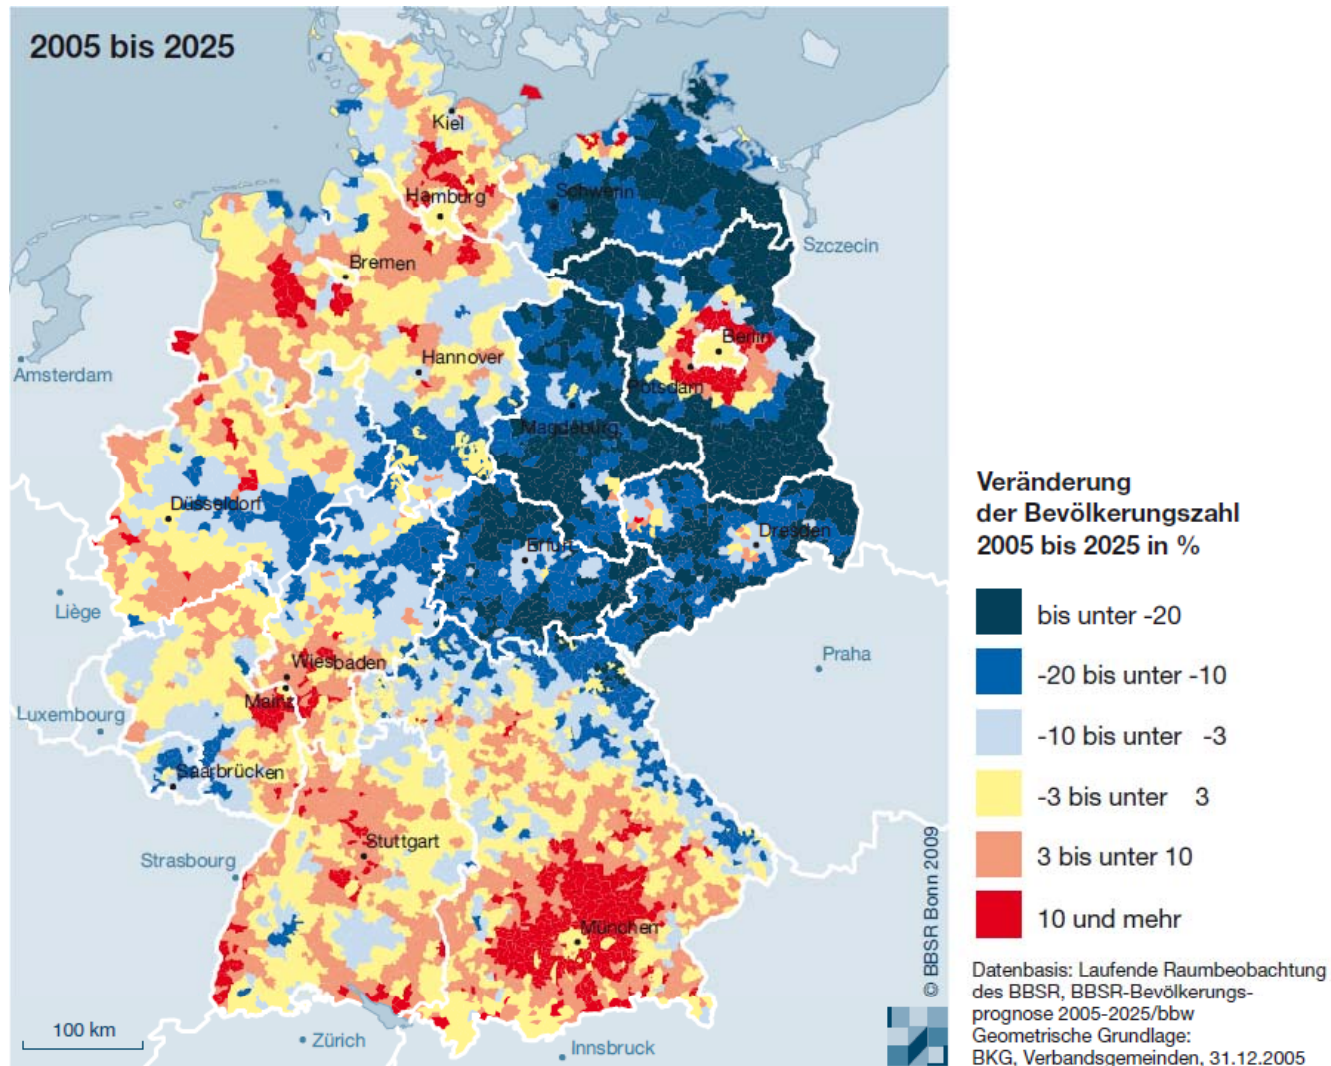 2005 bis 2025
Kiel
Hamburg
Schwerin
Szczecin
Bremen
Berlin
Amsterdam
Hannover
Potsdam
Magdeburg
Düsseldorf
Dresden
Erfurt
Liège
Wiesbaden
Praha
Mainz
Luxembourg
Saarbrücken
Stuttgart
Strasbourg
München
100 km
Zürich
Innsbruck
© BBSR Bonn 2009
Veränderung
der Bevölkerungszahl
2005 bis 2025 in %
bis unter -20
-20 bis unter -10
-10 bis unter -3
-3 bis unter 3
3 bis unter 10
10 und mehr
Datenbasis: Laufende Raumbeobachtung
des BBSR, BBSR-Bevölkerungs-
prognose 2005-2025/bbw
Geometrische Grundlage:
BKG, Verbandsgemeinden, 31.12.2005